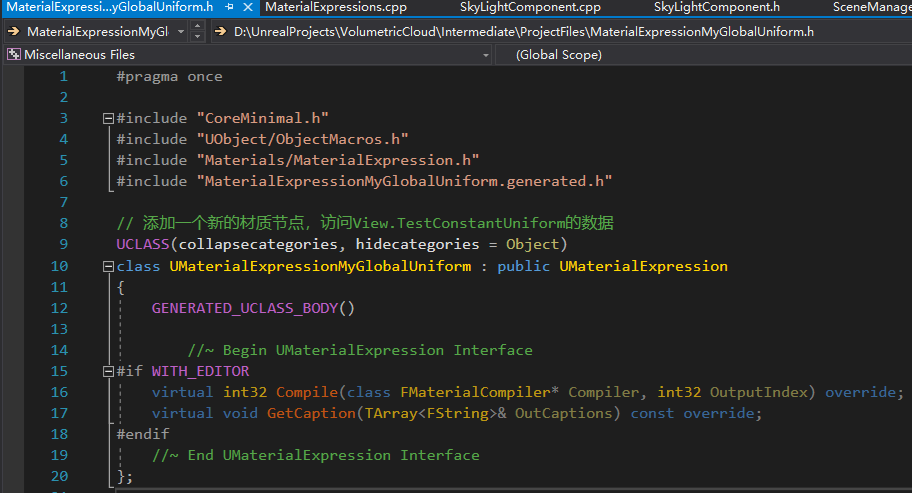 MaterialExpressi...yGlobalUniform.h MaterialExpressions.cpp SkyLightComponent.cpp SkyLightComponent.h SceneManage
MaterialExpressionMyGl D:\UnrealProjects\VolumetricCloud\Intermediate\ProjectFiles\MaterialExpressionMyGlobalUniform.h
Miscellaneous Files (Global Scope)
1 #pragma once
2
3 #include "CoreMinimal.h"
4 #include "UObject/ObjectMacros.h"
5 #include "Materials/MaterialExpression.h"
6 #include "MaterialExpressionMyGlobalUniform.generated.h"
7
8 // 添加一个新的材质节点，访问View.TestConstantUniform的数据
9 UCLASS(collapsecategories, hidecategories = Object)
10 class UMaterialExpressionMyGlobalUniform : public UMaterialExpression
11 {
12 GENERATED_UCLASS_BODY()
13
14 //~ Begin UMaterialExpression Interface
15 #if WITH_EDITOR
16 virtual int32 Compile(class FMaterialCompiler* Compiler, int32 OutputIndex) override;
17 virtual void GetCaption(TArray<FString>& OutCaptions) const override;
18 #endif
19 //~ End UMaterialExpression Interface
20 };